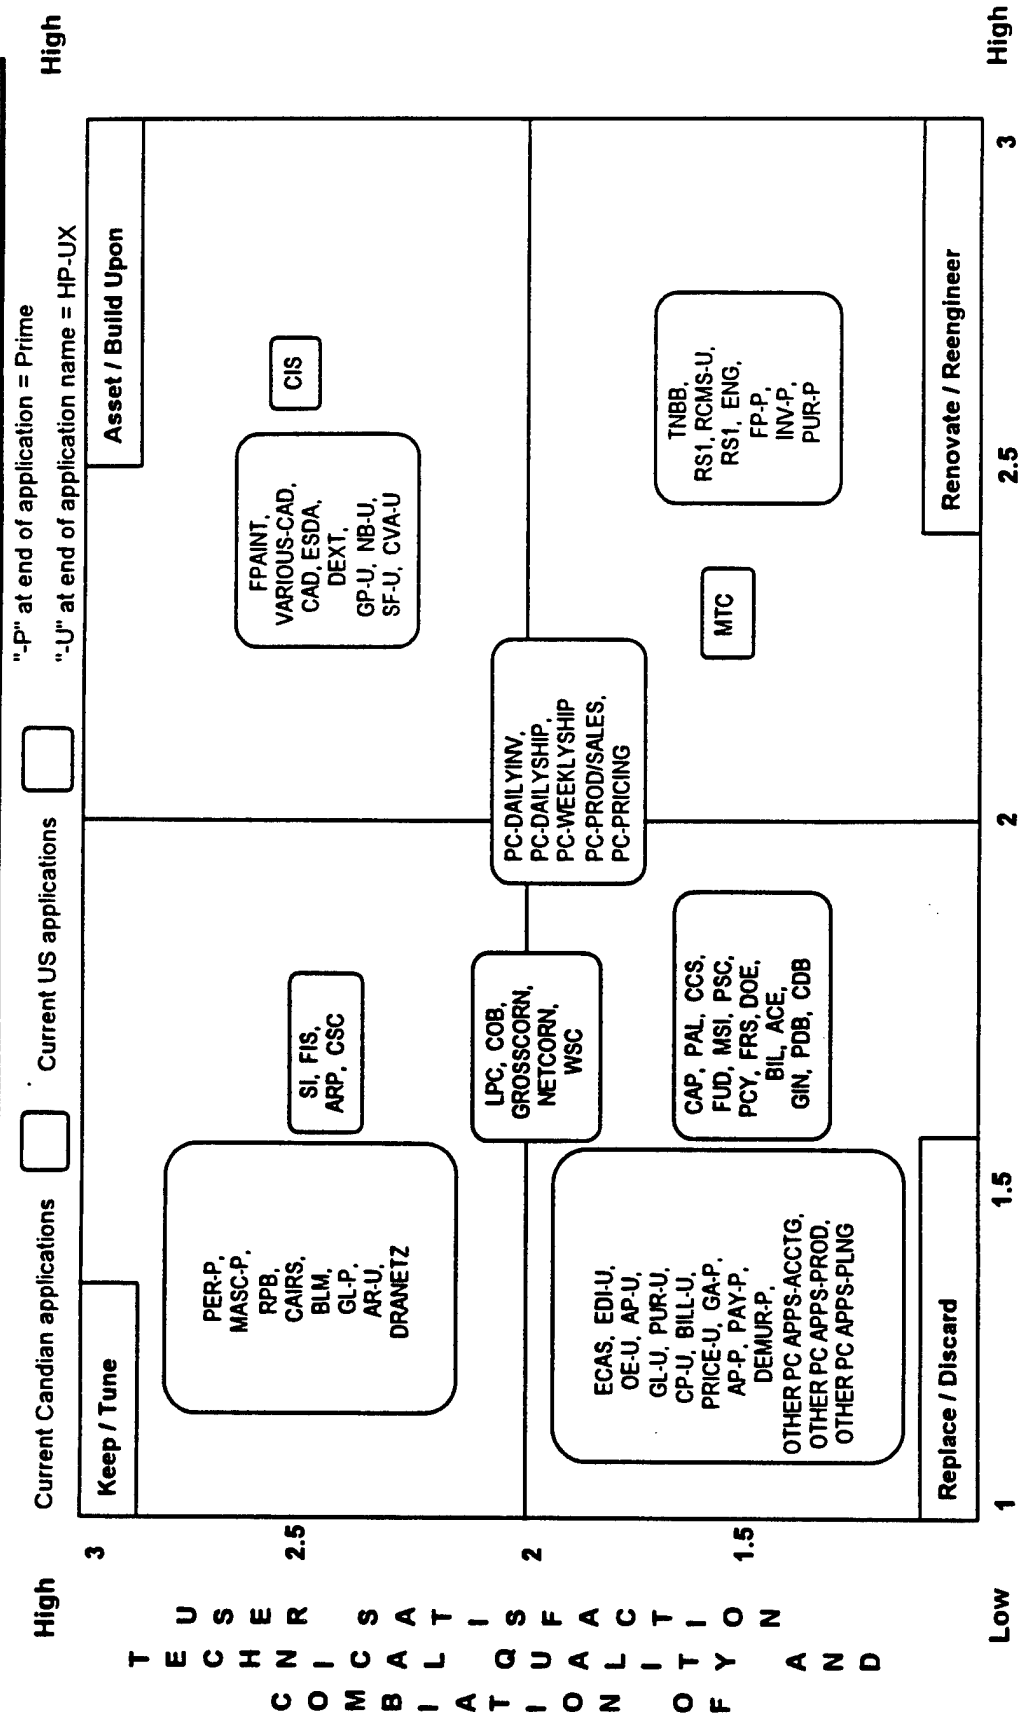 Current Candian applications
Current US applications
"-P" at end of application = Prime
"-U" at end of application name = HP-UX
High
High
3
Keep / Tune
Asset / Build Upon
PER-P,
MASC-P,
RPB,
CAIRS,
BLM,
GL-P,
AR-U,
DRANETZ
SI, FIS,
ARP, CSC
FPAINT,
VARIOUS-CAD,
CAD, ESDA,
DEXT,
GP-U, NB-U,
SF-U, CVA-U
CIS
2.5
LPC, COB,
GROSSCORN,
NETCORN,
WSC
PC-DAILYINV,
PC-DAILYSHIP,
PC-WEEKLYSHIP
PC-PROD/SALES,
PC-PRICING
2
ECAS, EDI-U,
OE-U, AP-U,
GL-U, PUR-U,
CP-U, BILL-U,
PRICE-U, GA-P,
AP-P, PAY-P,
DEMUR-P,
OTHER PC APPS-ACCTG,
OTHER PC APPS-PROD,
OTHER PC APPS-PLNG
CAP, PAL, CCS,
FUD, MSI, PSC,
PCY, FRS, DOE,
BIL, ACE,
GIN, PDB, CDB
MTC
TNBB,
RS1, RCMS-U,
RS1, ENG,
FP-P,
INV-P,
PUR-P
1.5
Replace / Discard
Renovate / Reengineer
Low
1
1.5
2
2.5
3
High
COMBINATION OF
TECHNICAL QUALITY AND
USER SATISFACTION